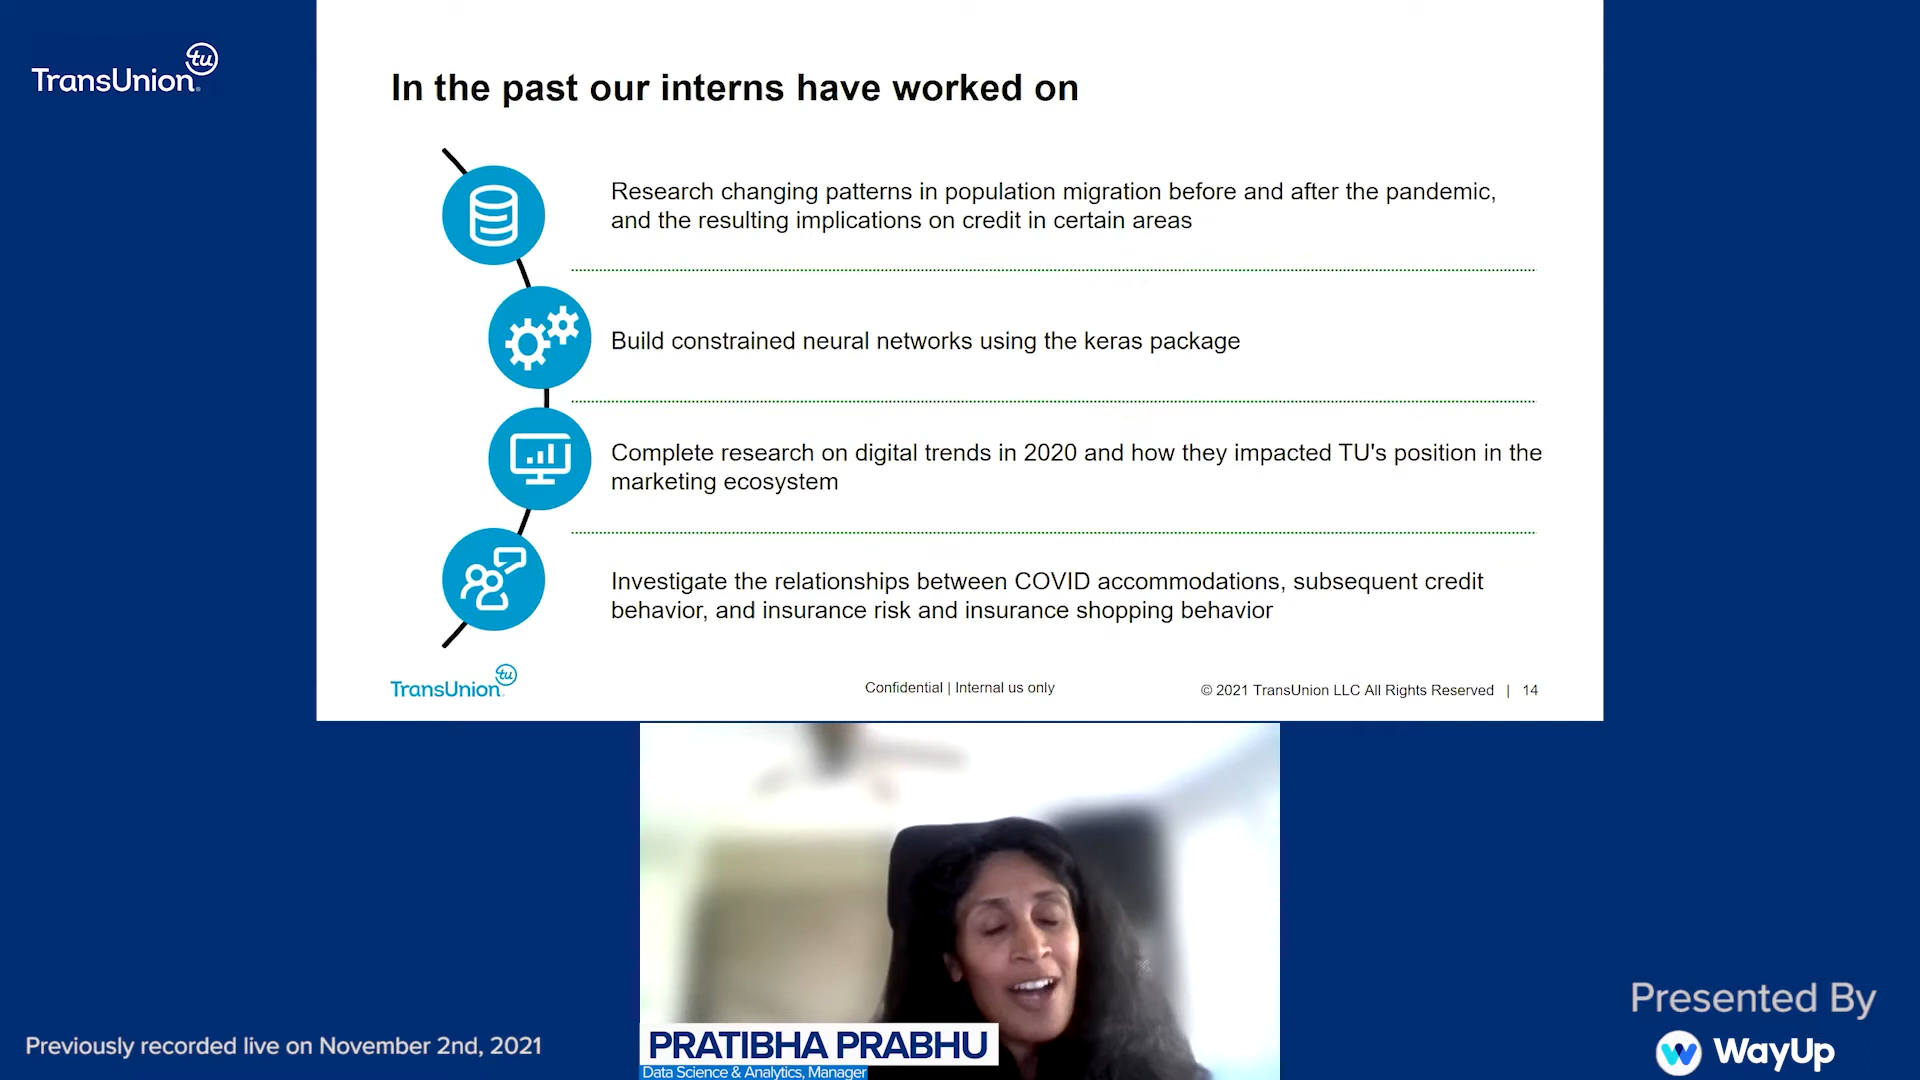 TransUnion
tu
In the past our interns have worked on
Research changing patterns in population migration before and after the pandemic,
and the resulting implications on credit in certain areas
Build constrained neural networks using the keras package
Complete research on digital trends in 2020 and how they impacted TU's position in the
marketing ecosystem
Investigate the relationships between COVID accommodations, subsequent credit
behavior, and insurance risk and insurance shopping behavior
TransUnion
tu
Confidential | Internal us only
© 2021 TransUnion LLC All Rights Reserved | 14
PRATIBHA PRABHU
Data Science & Analytics, Manager
Previously recorded live on November 2nd, 2021
Presented By
WayUp